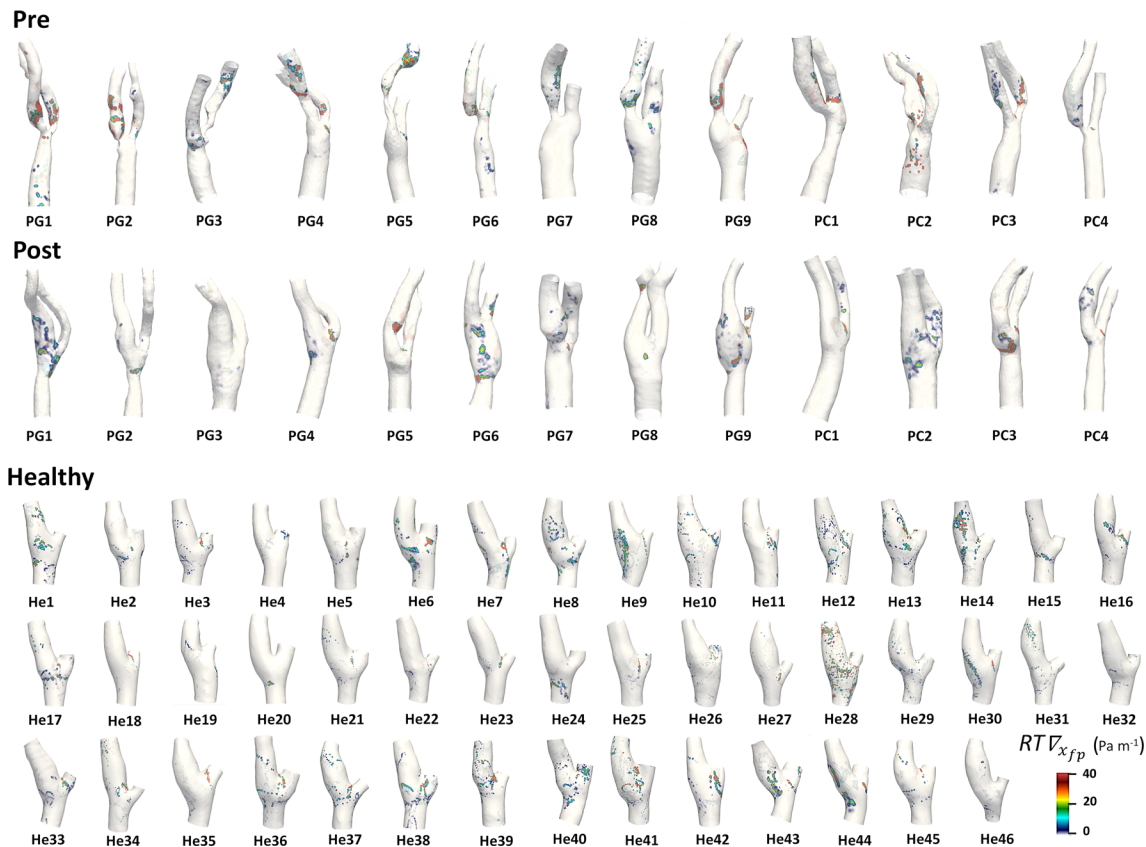 Pre
PG1 PG2 PG3 PG4 PG5 PG6 PG7 PG8 PG9 PC1 PC2 PC3 PC4
Post
PG1 PG2 PG3 PG4 PG5 PG6 PG7 PG8 PG9 PC1 PC2 PC3 PC4
Healthy
He1 He2 He3 He4 He5 He6 He7 He8 He9 He10 He11 He12 He13 He14 He15 He16
He17 He18 He19 He20 He21 He22 He23 He24 He25 He26 He27 He28 He29 He30 He31 He32
RT∇x_fp (Pa m⁻¹)
40
20
0
He33 He34 He35 He36 He37 He38 He39 He40 He41 He42 He43 He44 He45 He46